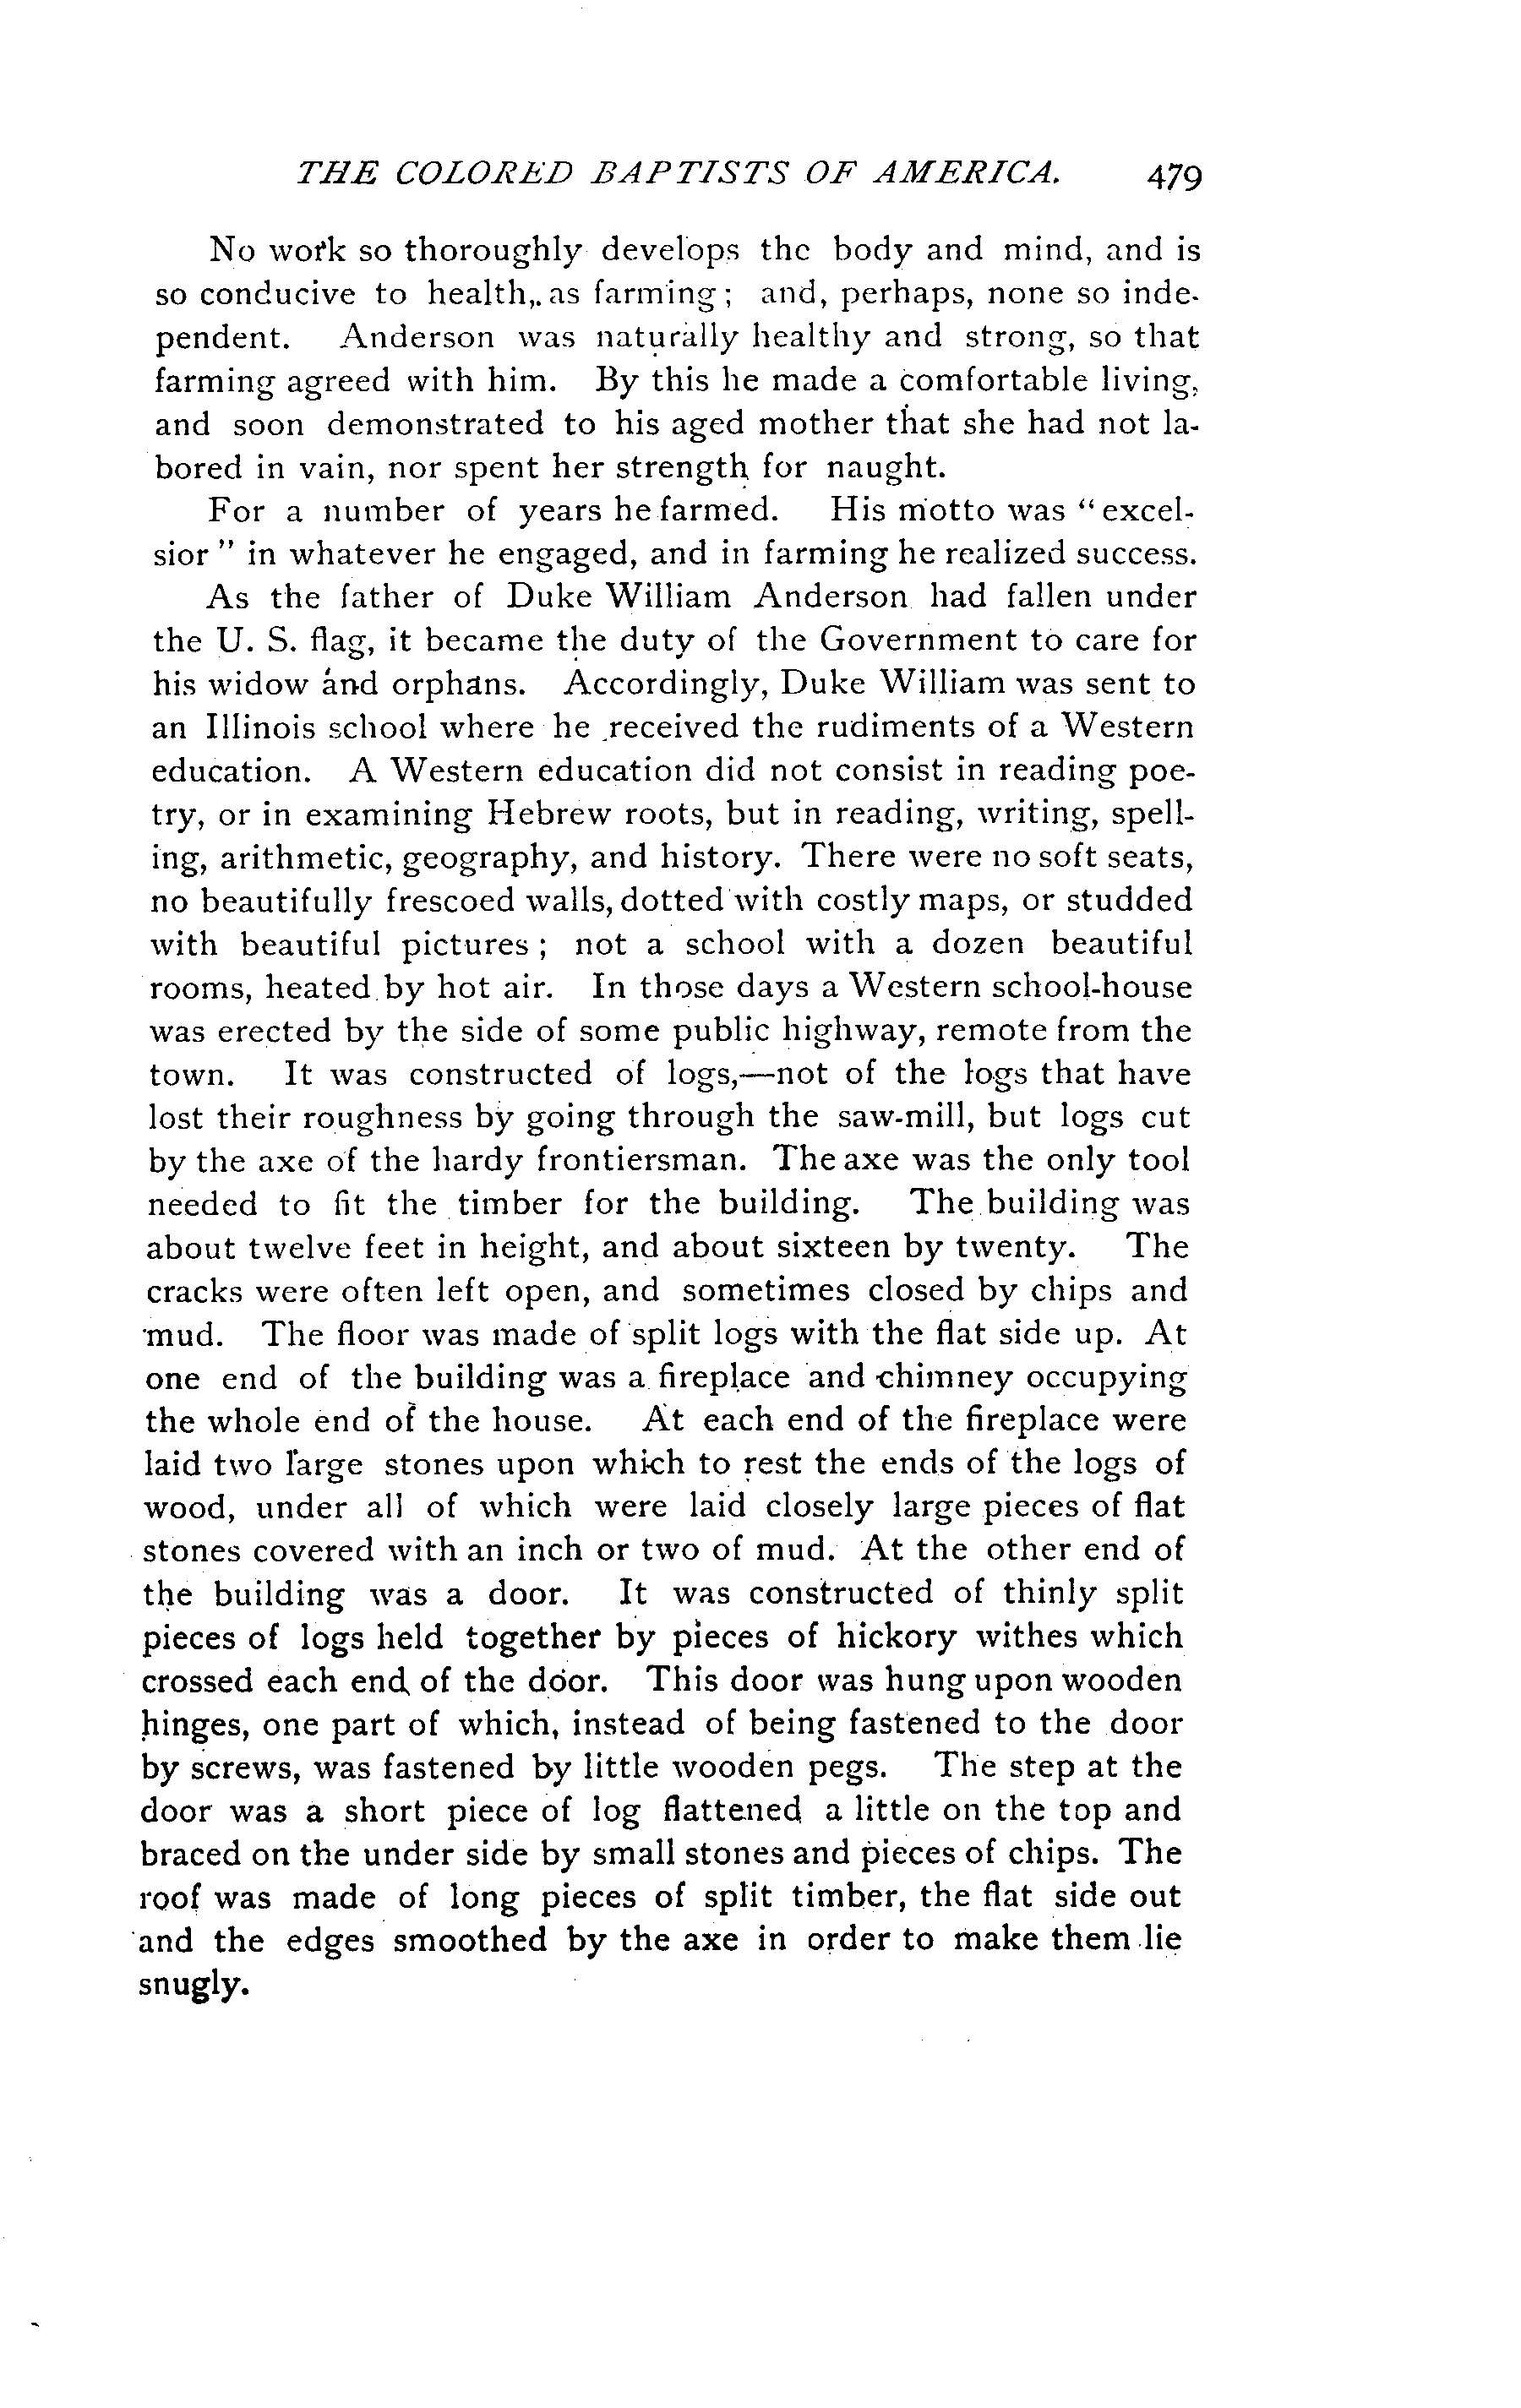 THE COLORED BAPTISTS OF AMERICA. 479
No work so thoroughly develops the body and mind, and is
so conducive to health, as farming; and, perhaps, none so inde-
pendent. Anderson was naturally healthy and strong, so that
farming agreed with him. By this he made a comfortable living,
and soon demonstrated to his aged mother that she had not la-
bored in vain, nor spent her strength for naught.
For a number of years he farmed. His motto was "excel-
sior" in whatever he engaged, and in farming he realized success.
As the father of Duke William Anderson had fallen under
the U. S. flag, it became the duty of the Government to care for
his widow and orphans. Accordingly, Duke William was sent to
an Illinois school where he received the rudiments of a Western
education. A Western education did not consist in reading poe-
try, or in examining Hebrew roots, but in reading, writing, spell-
ing, arithmetic, geography, and history. There were no soft seats,
no beautifully frescoed walls, dotted with costly maps, or studded
with beautiful pictures; not a school with a dozen beautiful
rooms, heated by hot air. In those days a Western school-house
was erected by the side of some public highway, remote from the
town. It was constructed of logs,—not of the logs that have
lost their roughness by going through the saw-mill, but logs cut
by the axe of the hardy frontiersman. The axe was the only tool
needed to fit the timber for the building. The building was
about twelve feet in height, and about sixteen by twenty. The
cracks were often left open, and sometimes closed by chips and
mud. The floor was made of split logs with the flat side up. At
one end of the building was a fireplace and chimney occupying
the whole end of the house. At each end of the fireplace were
laid two large stones upon which to rest the ends of the logs of
wood, under all of which were laid closely large pieces of flat
stones covered with an inch or two of mud. At the other end of
the building was a door. It was constructed of thinly split
pieces of logs held together by pieces of hickory withes which
crossed each end of the door. This door was hung upon wooden
hinges, one part of which, instead of being fastened to the door
by screws, was fastened by little wooden pegs. The step at the
door was a short piece of log flattened a little on the top and
braced on the under side by small stones and pieces of chips. The
roof was made of long pieces of split timber, the flat side out
and the edges smoothed by the axe in order to make them lie
snugly.